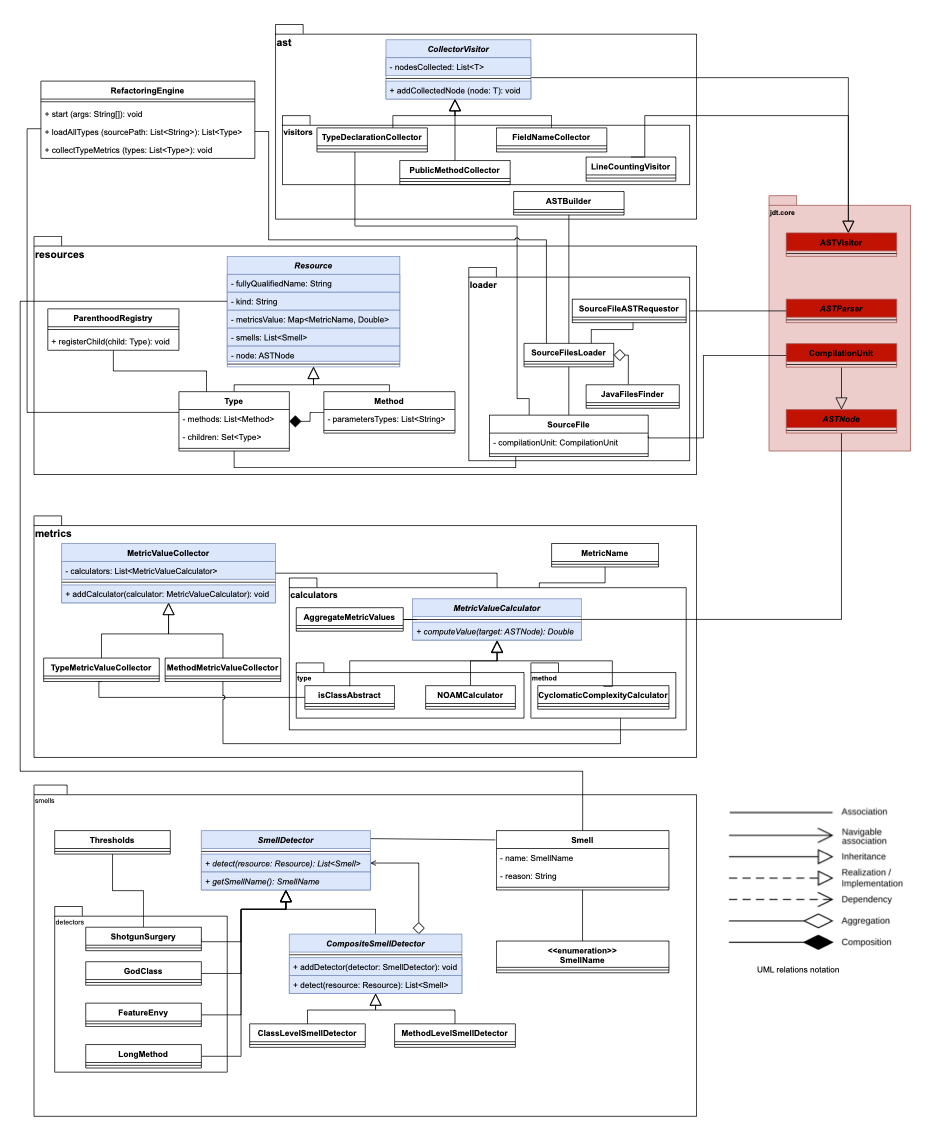 ast
CollectorVisitor
- nodesCollected: List<T>
+ addCollectedNode (node: T): void
visitors
TypeDeclarationCollector
FieldNameCollector
PublicMethodCollector
LineCountingVisitor
ASTBuilder
RefactoringEngine
+ start (args: String[]): void
+ loadAllTypes (sourcePath: List<String>): List<Type>
+ collectTypeMetrics (types: List<Type>): void
jdt.core
ASTVisitor
ASTParser
CompilationUnit
ASTNode
resources
Resource
- fullyQualifiedName: String
- kind: String
- metricsValue: Map<MetricName, Double>
- smells: List<Smell>
- node: ASTNode
ParenthoodRegistry
+ registerChild(child: Type): void
Type
- methods: List<Method>
- children: Set<Type>
Method
- parametersTypes: List<String>
loader
SourceFileASTRequestor
SourceFilesLoader
JavaFilesFinder
SourceFile
- compilationUnit: CompilationUnit
metrics
MetricValueCollector
- calculators: List<MetricValueCalculator>
+ addCalculator(calculator: MetricValueCalculator): void
MetricName
calculators
AggregateMetricValues
MetricValueCalculator
+ computeValue(target: ASTNode): Double
TypeMetricValueCollector
MethodMetricValueCollector
type
isClassAbstract
NOAMCalculator
method
CyclomaticComplexityCalculator
smells
Thresholds
SmellDetector
+ detect(resource: Resource): List<Smell>
+ getSmellName(): SmellName
Smell
- name: SmellName
- reason: String
detectors
ShotgunSurgery
GodClass
FeatureEnvy
LongMethod
CompositeSmellDetector
+ addDetector(detector: SmellDetector): void
+ detect(resource: Resource): List<Smell>
<<enumeration>>
SmellName
ClassLevelSmellDetector
MethodLevelSmellDetector
Association
Navigable
association
Inheritance
Realization /
Implementation
Dependency
Aggregation
Composition
UML relations notation